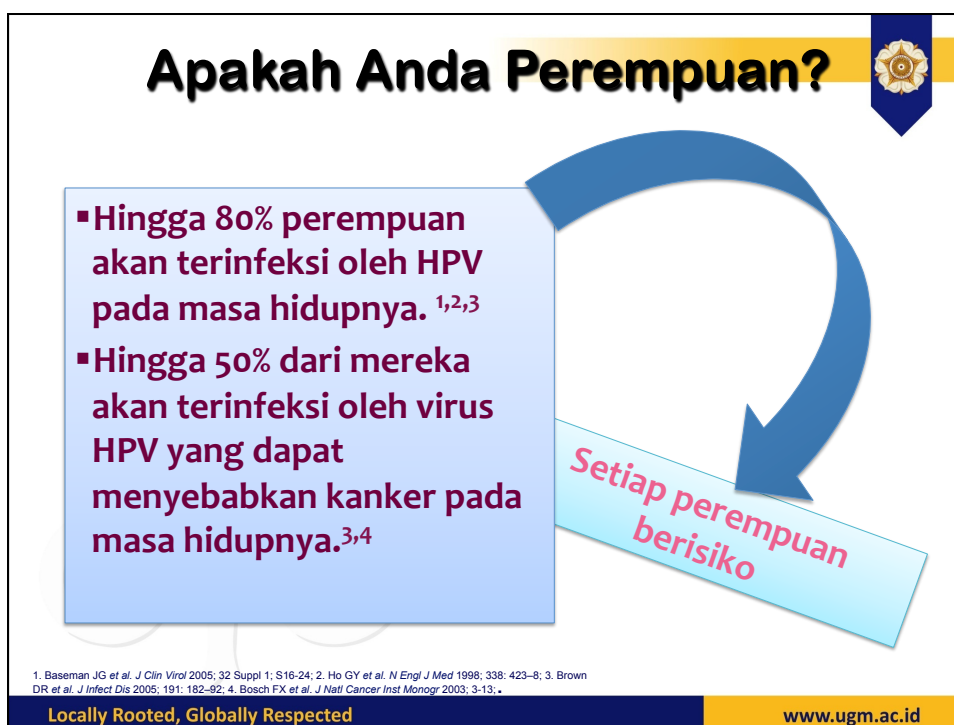 Apakah Anda Perempuan?
▪Hingga 80% perempuan
akan terinfeksi oleh HPV
pada masa hidupnya. 1,2,3
▪Hingga 50% dari mereka
akan terinfeksi oleh virus
HPV yang dapat
menyebabkan kanker pada
masa hidupnya.3,4
Setiap perempuan
berisiko
1. Baseman JG et al. J Clin Virol 2005; 32 Suppl 1; S16-24; 2. Ho GY et al. N Engl J Med 1998; 338: 423–8; 3. Brown
DR et al. J Infect Dis 2005; 191: 182–92; 4. Bosch FX et al. J Natl Cancer Inst Monogr 2003; 3-13;.
Locally Rooted, Globally Respected
www.ugm.ac.id